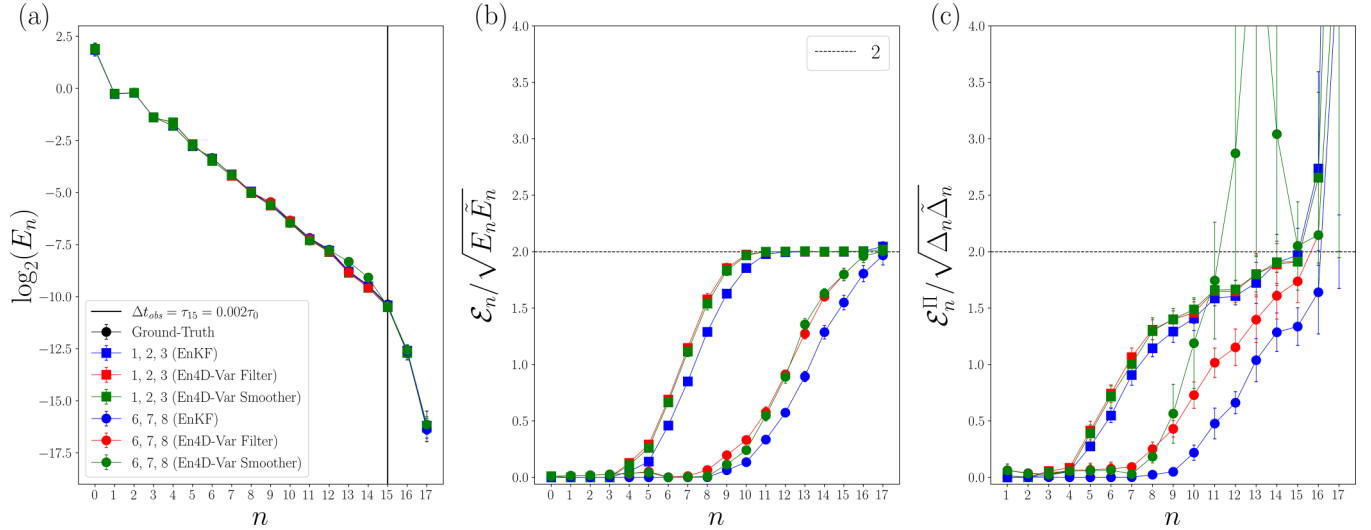 (a)
log₂(Eₙ)
2.5
0.0
−2.5
−5.0
−7.5
−10.0
−12.5
−15.0
−17.5
Δt_obs = τ₁₅ = 0.002τ₀
Ground-Truth
1, 2, 3 (EnKF)
1, 2, 3 (En4D-Var Filter)
1, 2, 3 (En4D-Var Smoother)
6, 7, 8 (EnKF)
6, 7, 8 (En4D-Var Filter)
6, 7, 8 (En4D-Var Smoother)
0 1 2 3 4 5 6 7 8 9 10 11 12 13 14 15 16 17
n
(b)
ℰₙ/√(EₙẼₙ)
4.0
3.5
3.0
2.5
2.0
1.5
1.0
0.5
0.0
2
0 1 2 3 4 5 6 7 8 9 10 11 12 13 14 15 16 17
n
(c)
ℰₙ^Π/√(ΔₙΔ̃ₙ)
4.0
3.5
3.0
2.5
2.0
1.5
1.0
0.5
0.0
1 2 3 4 5 6 7 8 9 10 11 12 13 14 15 16 17
n